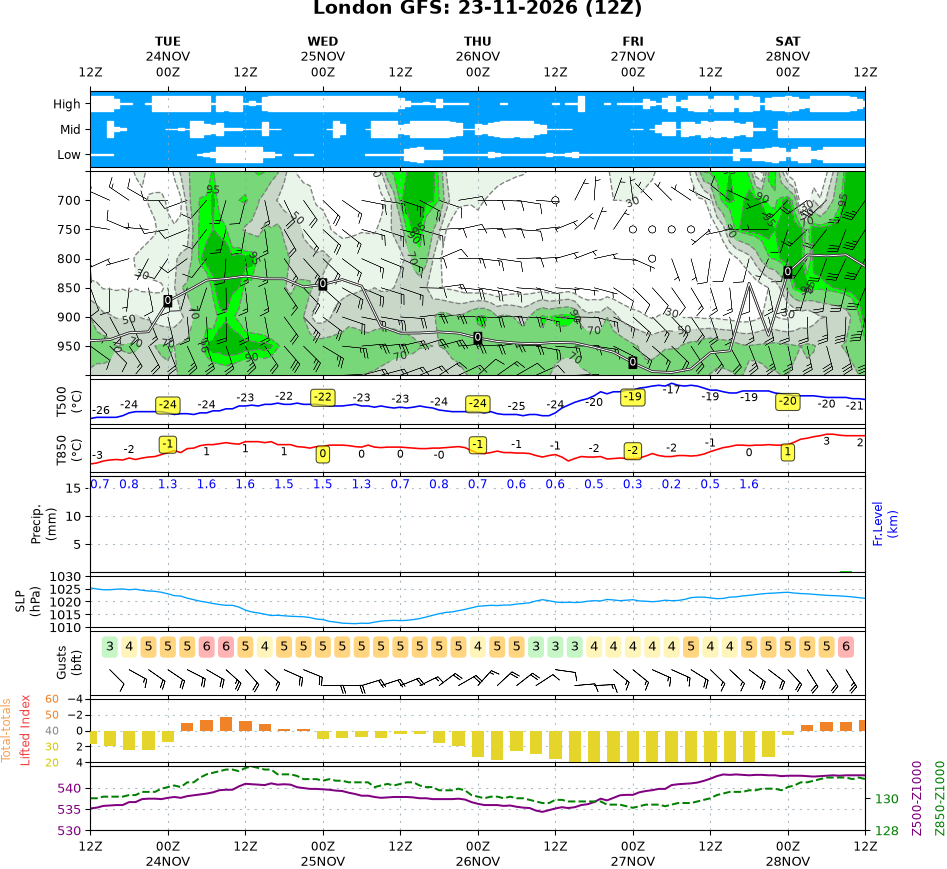 London GFS: 23-11-2026 (12Z)
TUE WED THU FRI SAT
24NOV 25NOV 26NOV 27NOV 28NOV
12Z 00Z 12Z 00Z 12Z 00Z 12Z 00Z 12Z 00Z 12Z
High
Mid
Low
700
750
800
850
900
950
0 0 0 0 0
T500 (°C)
-26 -24 -24 -24 -23 -22 -22 -23 -23 -24 -24 -25 -24 -20 -19 -17 -19 -19 -20 -20 -21
T850 (°C)
-3 -2 -1 1 1 1 0 0 0 -0 -1 -1 -1 -2 -2 -2 -1 0 1 3 2
0.7 0.8 1.3 1.6 1.6 1.5 1.5 1.3 0.7 0.8 0.7 0.6 0.6 0.5 0.3 0.2 0.5 1.6
Precip. (mm)
15
10
5
Fr.Level (km)
SLP (hPa)
1030
1025
1020
1015
1010
Gusts (bft)
3 4 5 5 5 6 6 5 4 5 5 5 5 5 5 5 5 5 5 4 5 5 3 3 3 4 4 4 4 4 5 4 4 5 5 5 5 5 6
Total-totals
Lifted Index
60 −4
50 −2
40 0
30 2
20 4
540
535
530
130
128
Z500-Z1000
Z850-Z1000
12Z 00Z 12Z 00Z 12Z 00Z 12Z 00Z 12Z 00Z 12Z
24NOV 25NOV 26NOV 27NOV 28NOV